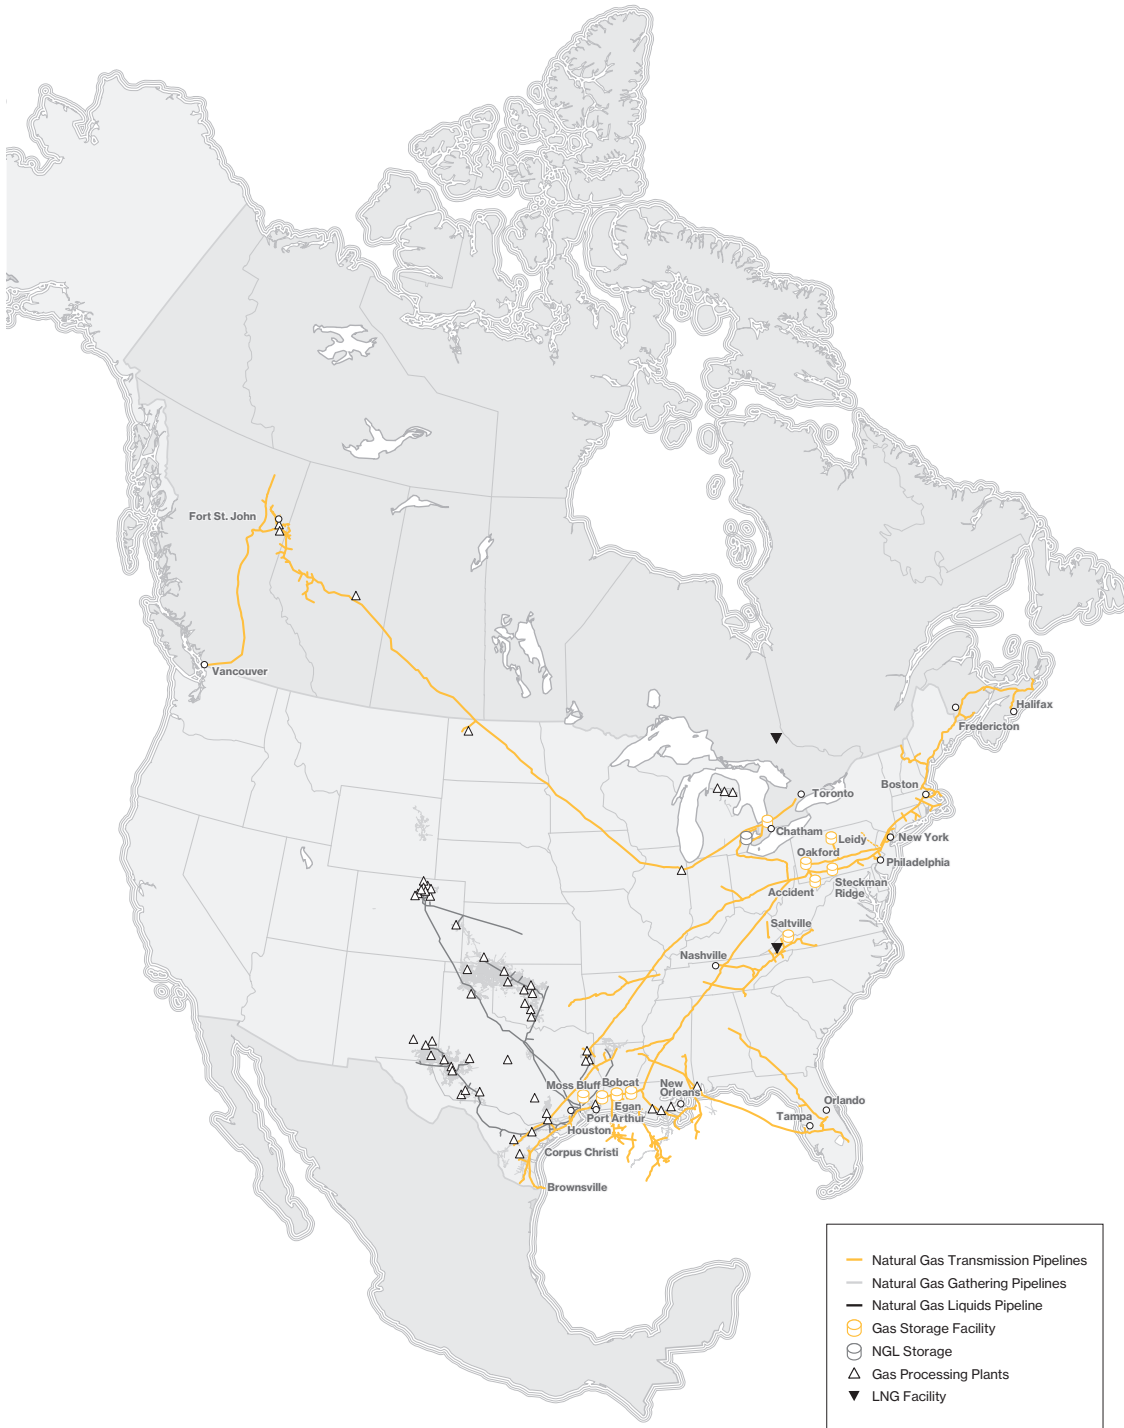 Fort St. John
Vancouver
Halifax
Fredericton
Boston
Toronto
Chatham
New York
Leidy
Oakford
Philadelphia
Steckman
Ridge
Accident
Saltville
Nashville
Moss Bluff
Bobcat
New
Orleans
Egan
Port Arthur
Houston
Orlando
Tampa
Corpus Christi
Brownsville
Natural Gas Transmission Pipelines
Natural Gas Gathering Pipelines
Natural Gas Liquids Pipeline
Gas Storage Facility
NGL Storage
Gas Processing Plants
LNG Facility